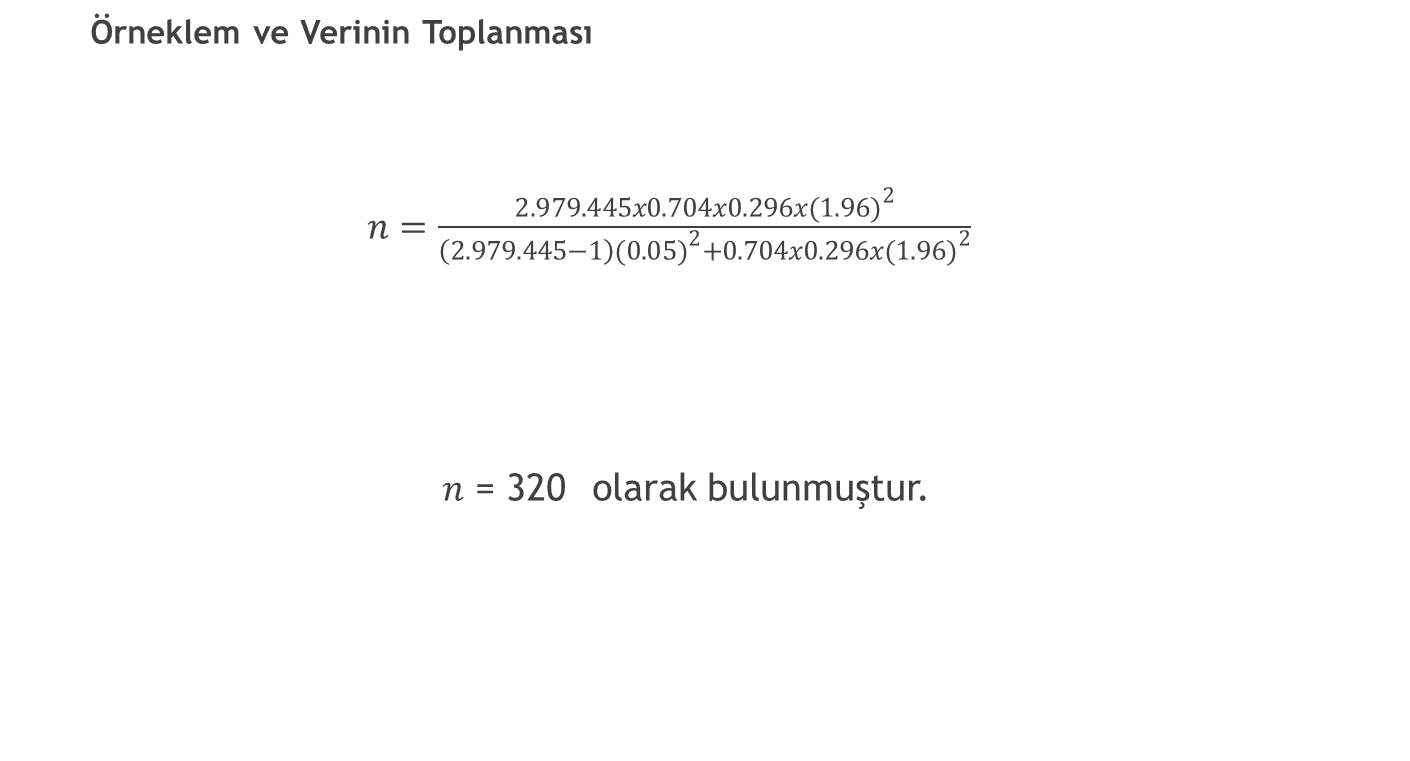 Örneklem ve Verinin Toplanması
n = 2.979.445x0.704x0.296x(1.96)²
(2.979.445−1)(0.05)²+0.704x0.296x(1.96)²
n = 320 olarak bulunmuştur.